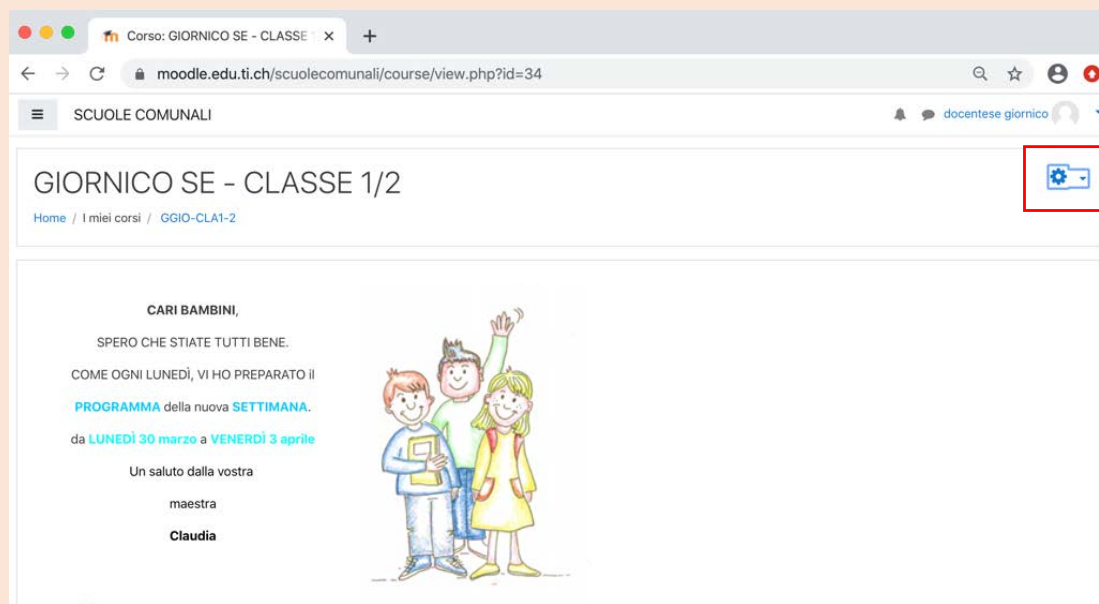 Corso: GIORNICO SE - CLASSE
moodle.edu.ti.ch/scuolecomunali/course/view.php?id=34
SCUOLE COMUNALI
docentese giornico
GIORNICO SE - CLASSE 1/2
Home / I miei corsi / GGIO-CLA1-2
CARI BAMBINI,
SPERO CHE STIATE TUTTI BENE.
COME OGNI LUNEDÌ, VI HO PREPARATO il
PROGRAMMA della nuova SETTIMANA.
da LUNEDÌ 30 marzo a VENERDÌ 3 aprile
Un saluto dalla vostra
maestra
Claudia